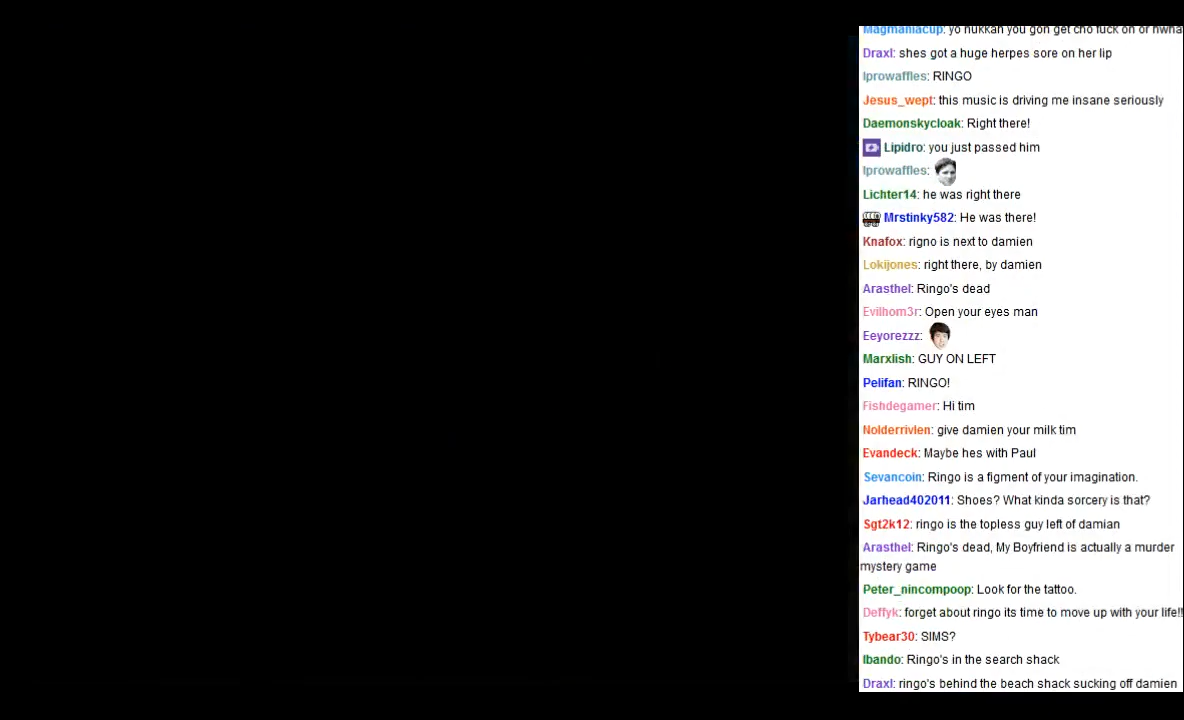 Magmaniacup: yo nukkah you gon get cho fuck on or nwha
Draxl: shes got a huge herpes sore on her lip
Iprowaffles: RINGO
Jesus_wept: this music is driving me insane seriously
Daemonskycloak: Right there!
Lipidro: you just passed him
Iprowaffles:
Lichter14: he was right there
Mrstinky582: He was there!
Knafox: rigno is next to damien
Lokijones: right there, by damien
Arasthel: Ringo's dead
Evilhom3r: Open your eyes man
Eeyorezzz:
Marxlish: GUY ON LEFT
Pelifan: RINGO!
Fishdegamer: Hi tim
Nolderrivlen: give damien your milk tim
Evandeck: Maybe hes with Paul
Sevancoin: Ringo is a figment of your imagination.
Jarhead402011: Shoes? What kinda sorcery is that?
Sgt2k12: ringo is the topless guy left of damian
Arasthel: Ringo's dead, My Boyfriend is actually a murder
mystery game
Peter_nincompoop: Look for the tattoo.
Deffyk: forget about ringo its time to move up with your life!!
Tybear30: SIMS?
Ibando: Ringo's in the search shack
Draxl: ringo's behind the beach shack sucking off damien